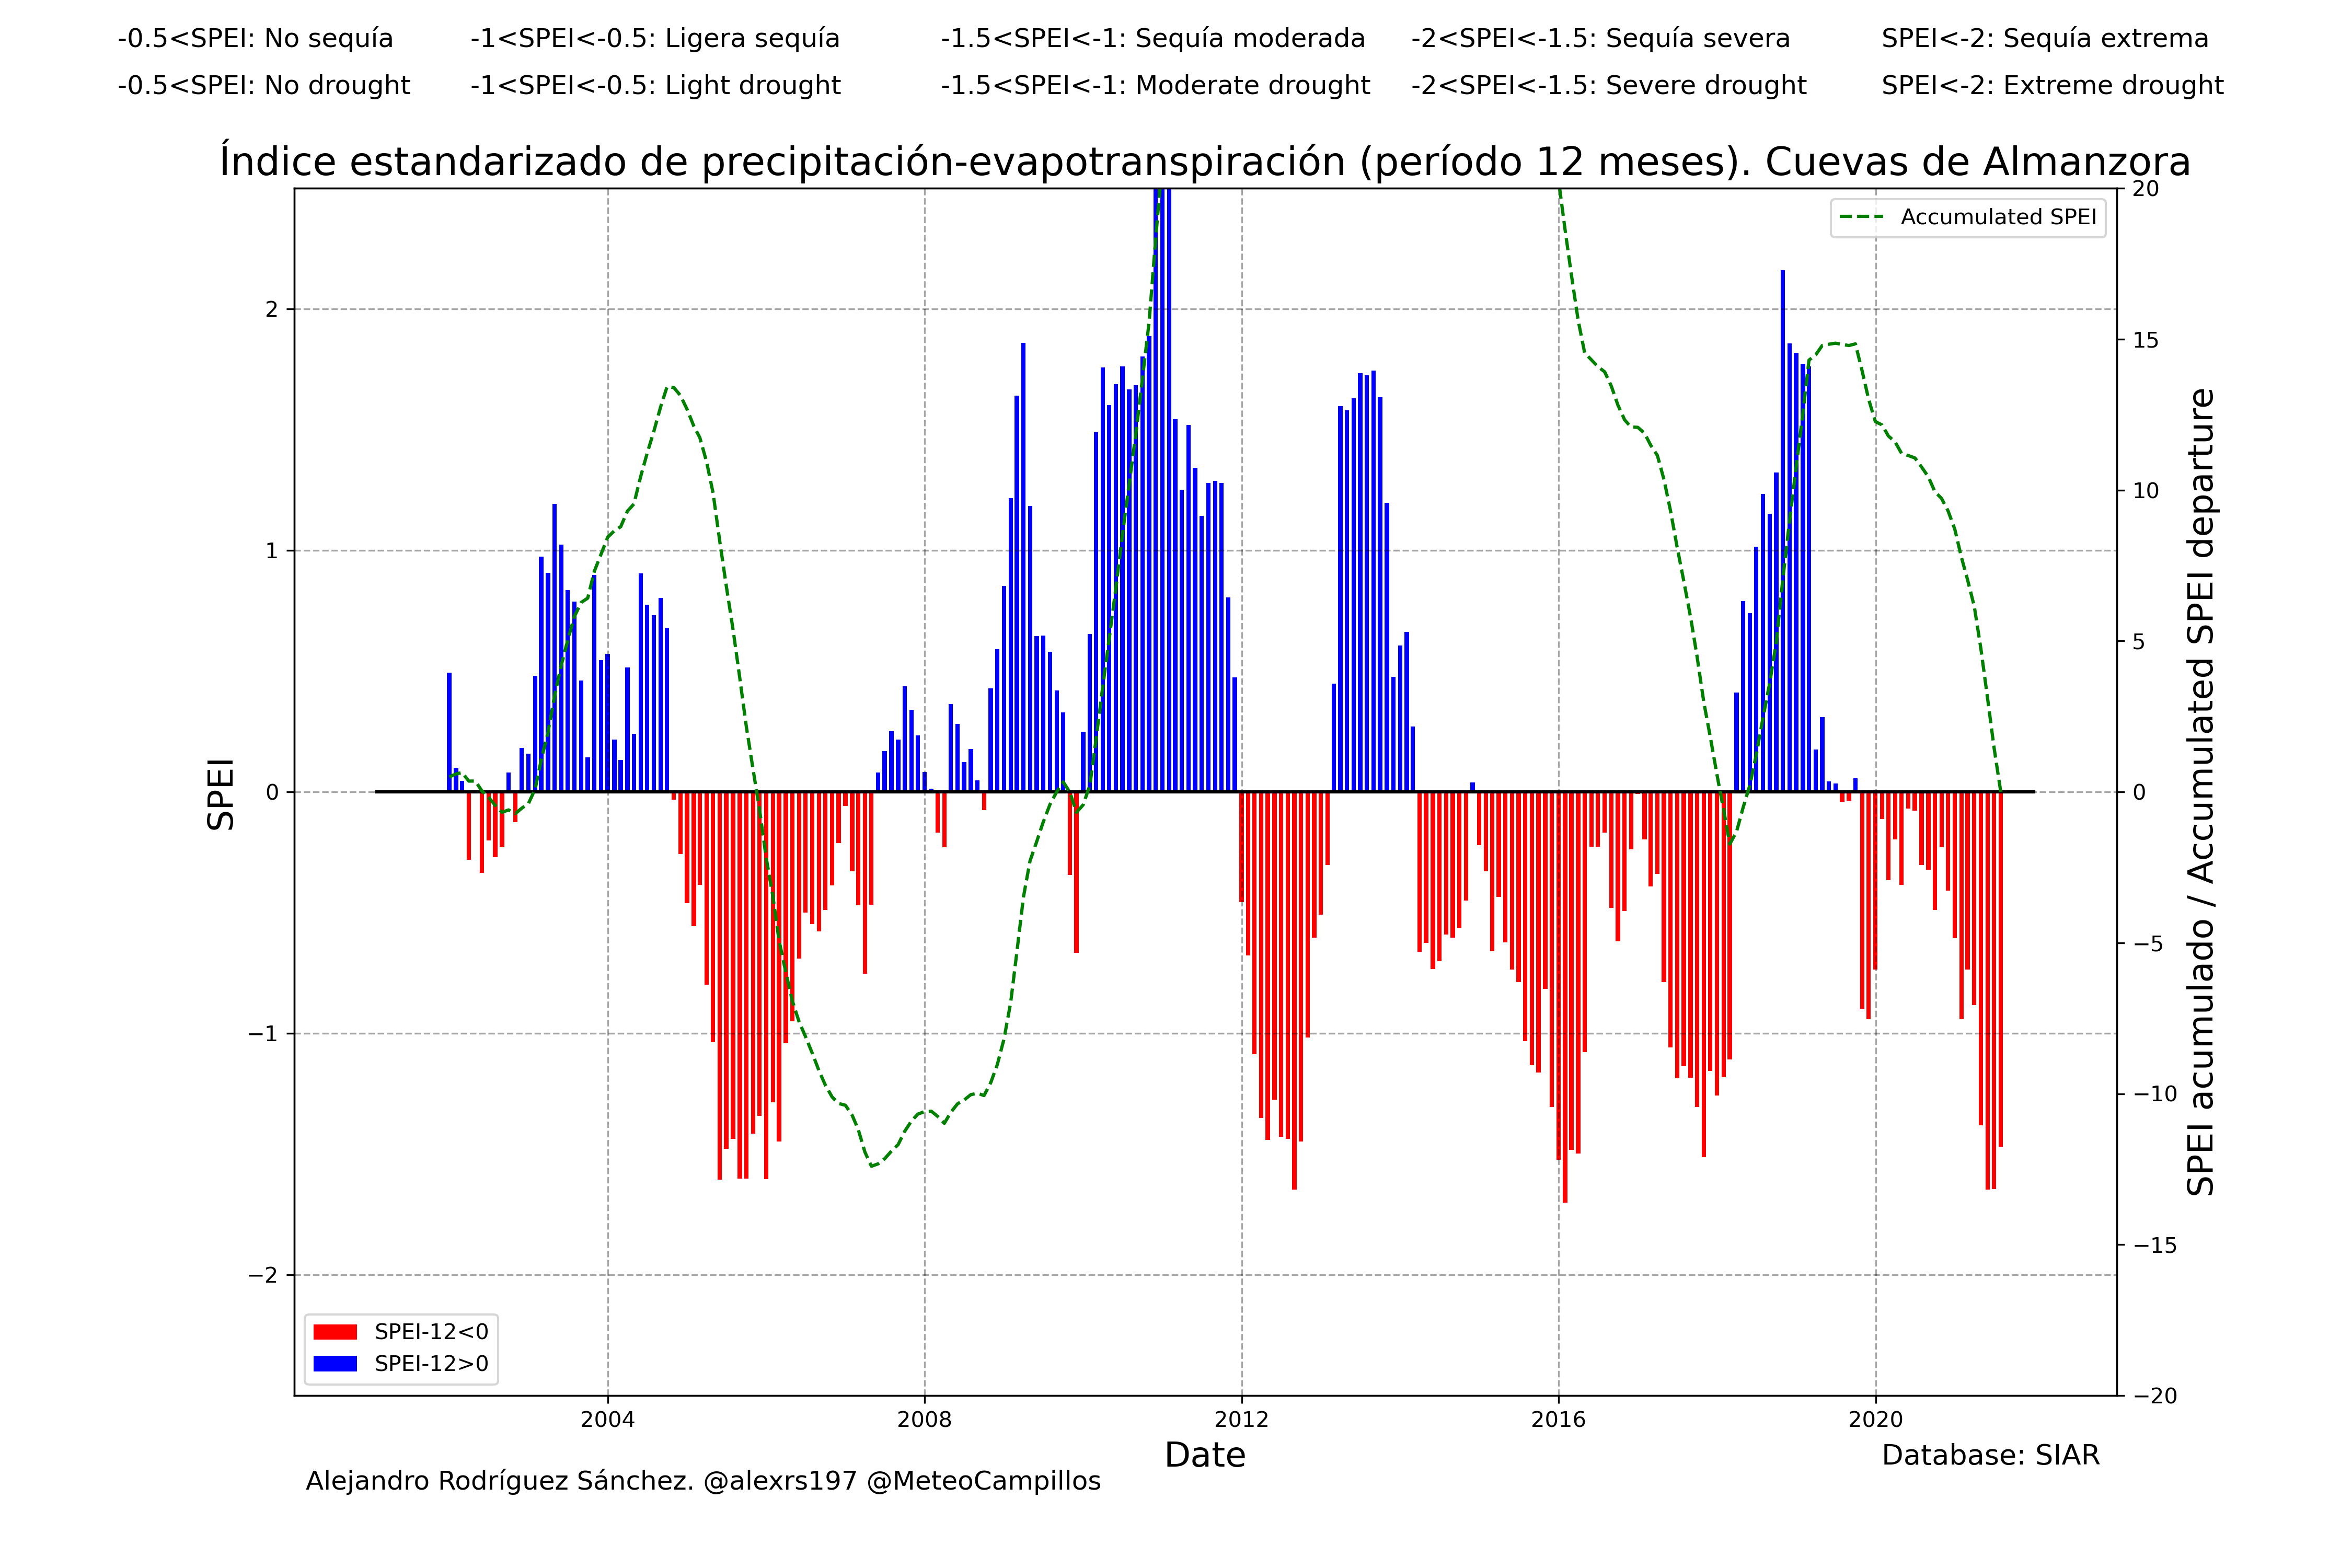 -0.5<SPEI: No sequía -1<SPEI<-0.5: Ligera sequía -1.5<SPEI<-1: Sequía moderada -2<SPEI<-1.5: Sequía severa SPEI<-2: Sequía extrema
-0.5<SPEI: No drought -1<SPEI<-0.5: Light drought -1.5<SPEI<-1: Moderate drought -2<SPEI<-1.5: Severe drought SPEI<-2: Extreme drought
Índice estandarizado de precipitación-evapotranspiración (período 12 meses). Cuevas de Almanzora
Accumulated SPEI
SPEI
2
1
0
−1
−2
20
15
10
5
0
−5
−10
−15
−20
SPEI acumulado / Accumulated SPEI departure
SPEI-12<0
SPEI-12>0
2004 2008 2012 2016 2020
Date
Database: SIAR
Alejandro Rodríguez Sánchez. @alexrs197 @MeteoCampillos